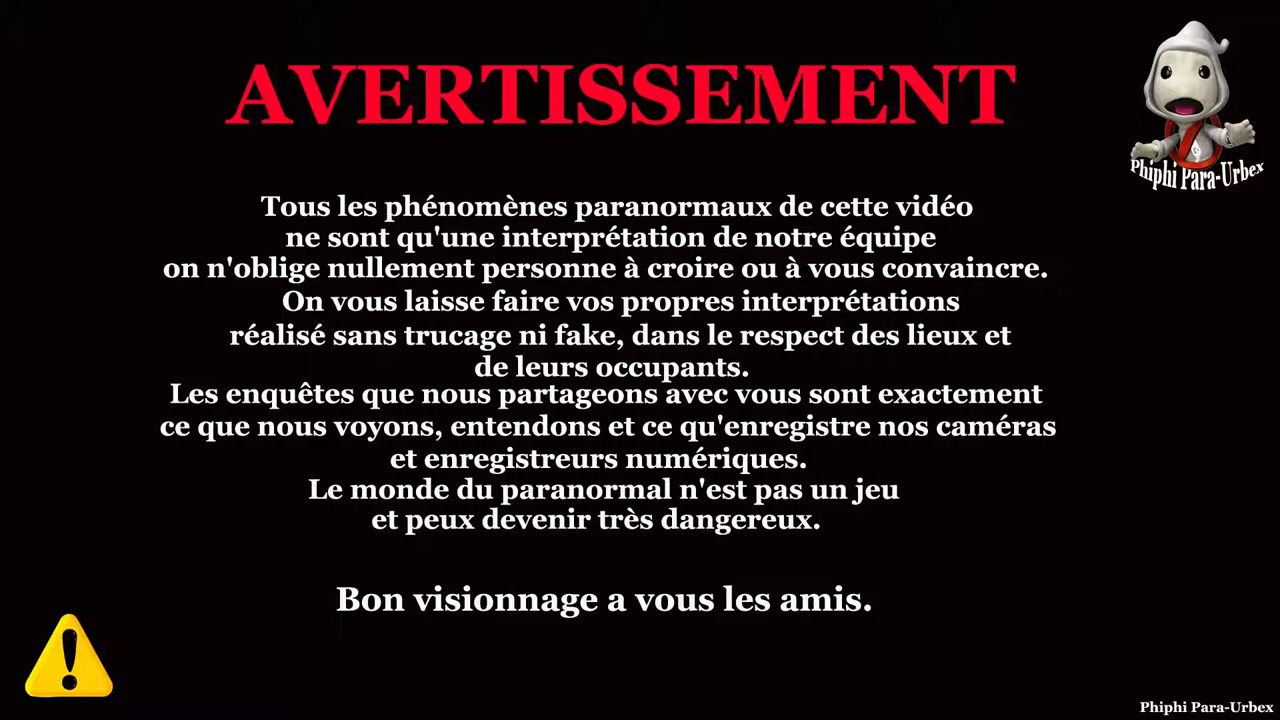 AVERTISSEMENT
Phiphi Para-Urbex
Tous les phénomènes paranormaux de cette vidéo
ne sont qu'une interprétation de notre équipe
on n'oblige nullement personne à croire ou à vous convaincre.
On vous laisse faire vos propres interprétations
réalisé sans trucage ni fake, dans le respect des lieux et
de leurs occupants.
Les enquêtes que nous partageons avec vous sont exactement
ce que nous voyons, entendons et ce qu'enregistre nos caméras
et enregistreurs numériques.
Le monde du paranormal n'est pas un jeu
et peux devenir très dangereux.
Bon visionnage a vous les amis.
Phiphi Para-Urbex